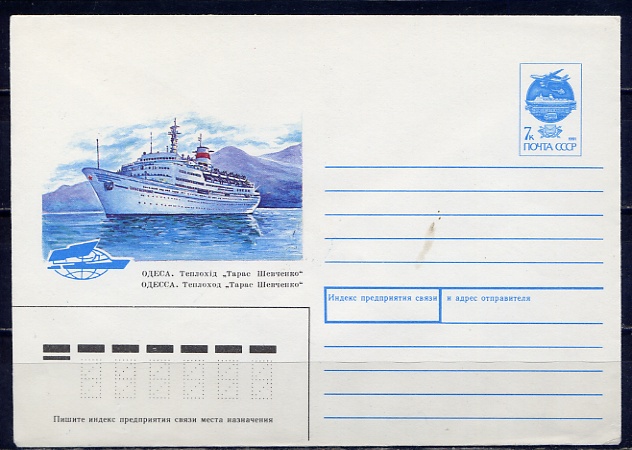 7к
ПОЧТА СССР
ОДЕСА. Теплохід „Тарас Шевченко“
ОДЕССА. Теплоход „Тарас Шевченко“
Индекс предприятия связи и адрес отправителя
Пишите индекс предприятия связи места назначения